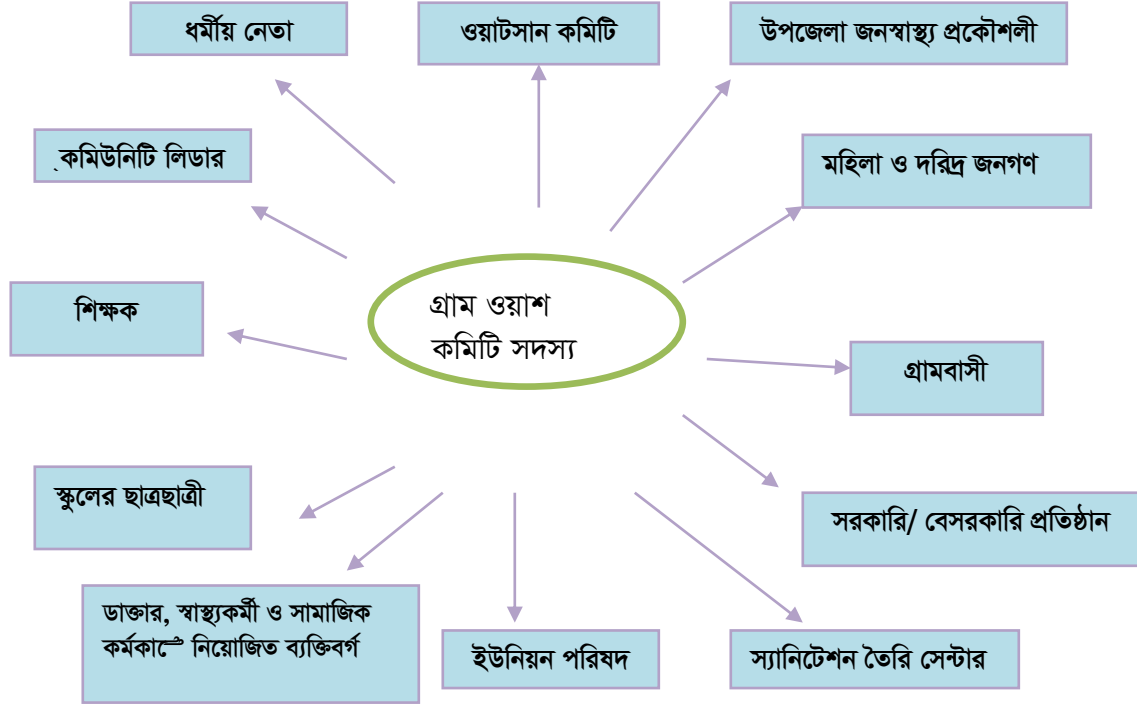 ধর্মীয় নেতা
ওয়াটসান কমিটি
উপজেলা জনস্বাস্থ্য প্রকৌশলী
কমিউনিটি লিডার
মহিলা ও দরিদ্র জনগণ
শিক্ষক
গ্রাম ওয়াশ
কমিটি সদস্য
গ্রামবাসী
স্কুলের ছাত্রছাত্রী
সরকারি/ বেসরকারি প্রতিষ্ঠান
ডাক্তার, স্বাস্থ্যকর্মী ও সামাজিক
নিয়োজিত ব্যক্তিবর্গ
ইউনিয়ন পরিষদ
স্যানিটেশন তৈরি সেন্টার